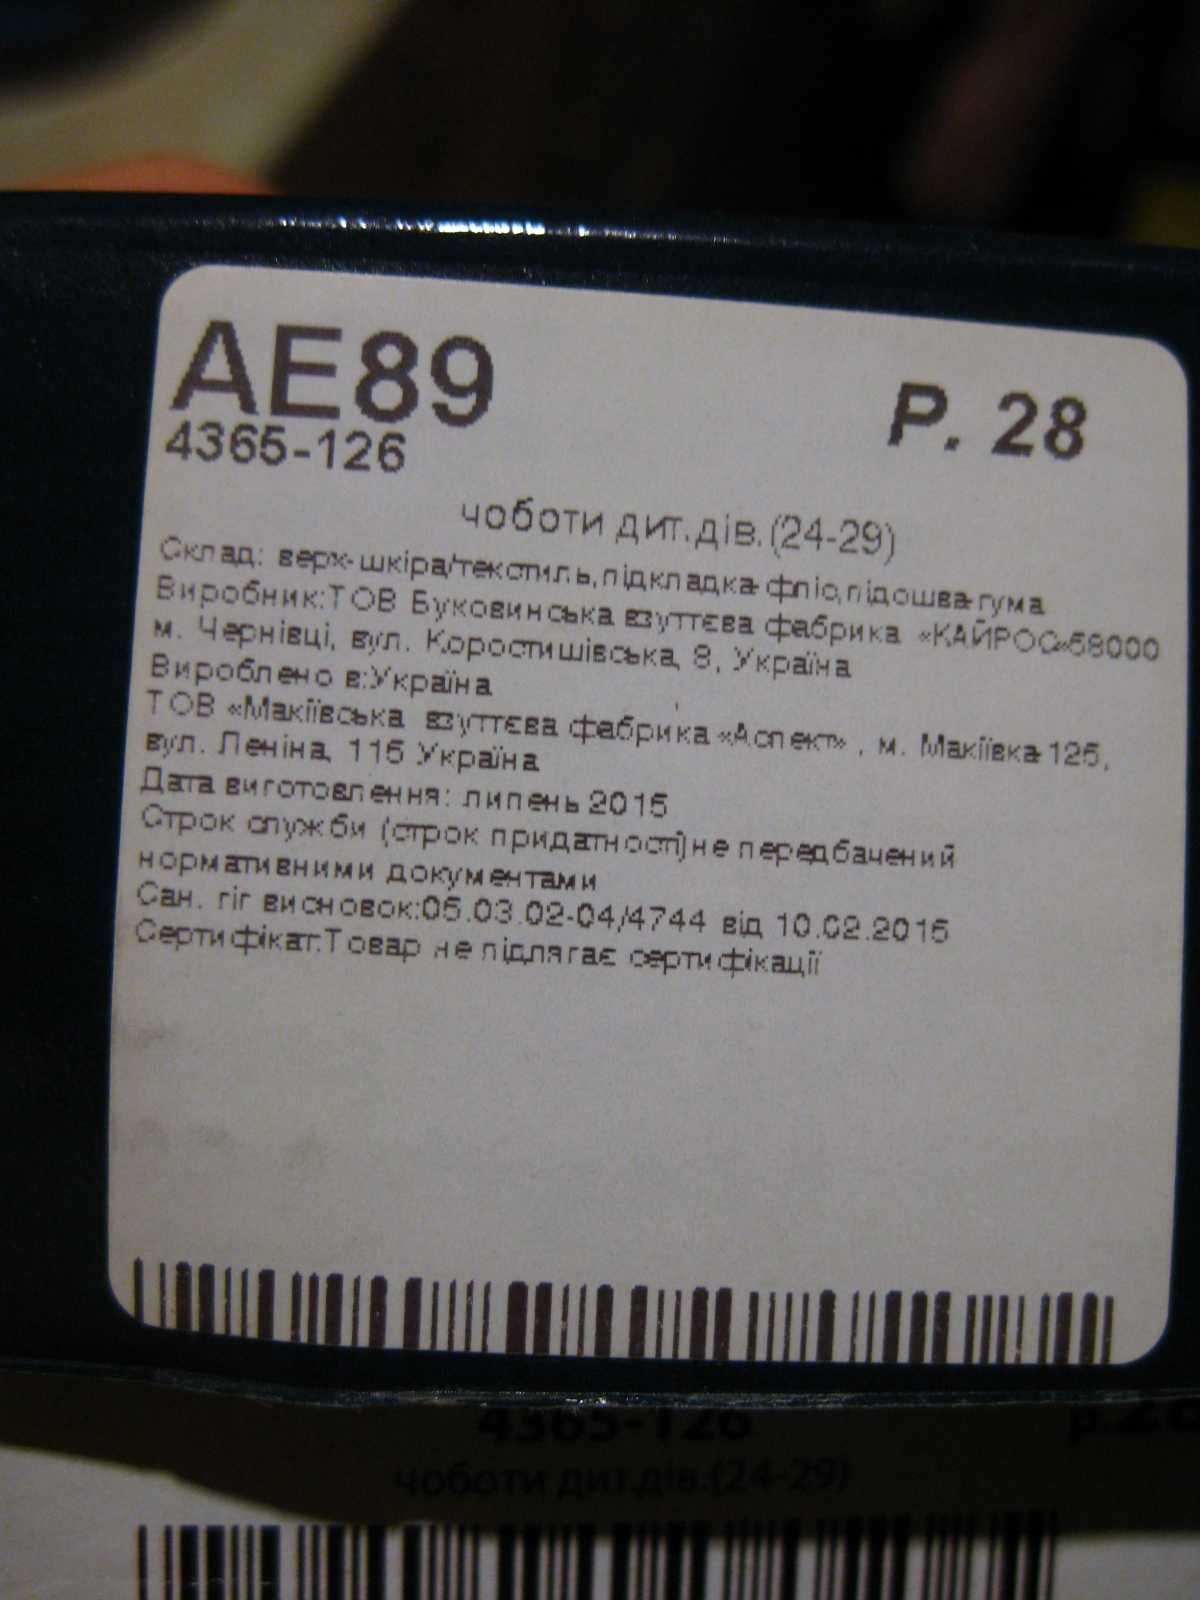 AE89
Р. 28
4365-126
чоботи дит.дів.(24-29)
Склад: верх-шкіра/текстиль,підкладка-фліс,підошва-гума
Виробник:ТОВ Буковинська взуттєва фабрика «КАЙРОС«58000
м. Чернівці, вул. Коростишівська, 8, Україна
Вироблено в:Україна
ТОВ «Макіївська взуттєва фабрика «Аспект» , м. Макіївка-125,
вул. Леніна, 115 Україна
Дата виготовлення: липень 2015
Строк служби (строк придатності)не передбачений
нормативними документами
Сан. гіг висновок:05.03.02-04/4744 від 10.02.2015
Сертифікат:Товар не підлягає сертифікації
4365-126
р.28
чоботи дит.дів.(24-29)